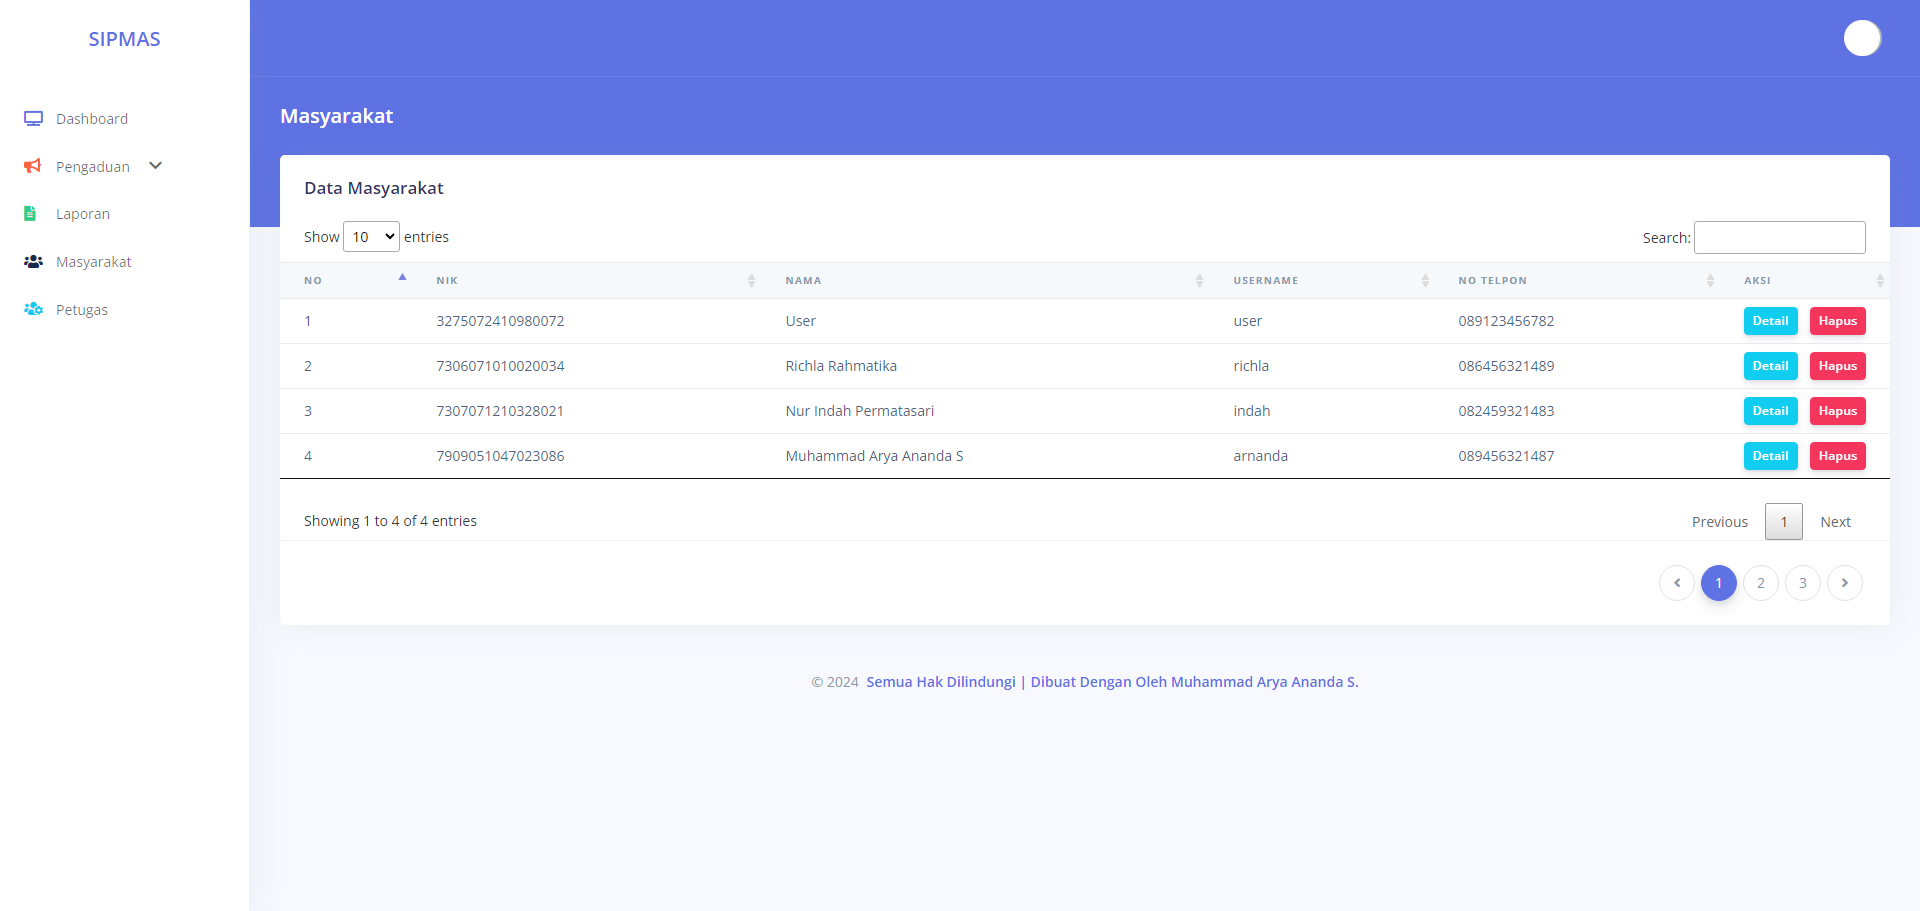 SIPMAS
Dashboard
Pengaduan
Laporan
Masyarakat
Petugas
Masyarakat
Data Masyarakat
Show 10 entries
Search:
NO NIK NAMA USERNAME NO TELPON AKSI
1 3275072410980072 User user 089123456782 Detail Hapus
2 7306071010020034 Richla Rahmatika richla 086456321489 Detail Hapus
3 7307071210328021 Nur Indah Permatasari indah 082459321483 Detail Hapus
4 7909051047023086 Muhammad Arya Ananda S arnanda 089456321487 Detail Hapus
Showing 1 to 4 of 4 entries
Previous 1 Next
1 2 3
© 2024 Semua Hak Dilindungi | Dibuat Dengan Oleh Muhammad Arya Ananda S.